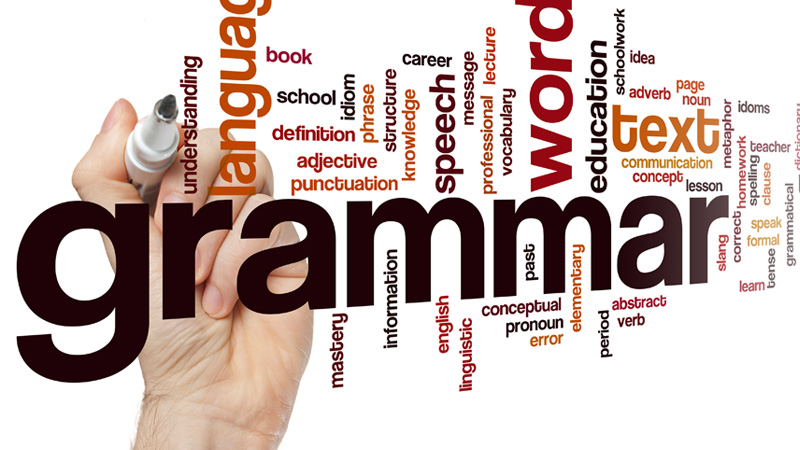 understanding
language
book
school
idiom
definition
phrase
adjective
punctuation
structure
knowledge
career
speech
message
lecture
professional
vocabulary
word
education
schoolwork
idea
adverb
page
noun
text
communication
concept
lesson
metaphor
idoms
teacher
homework
spelling
clause
dictionary
grammar
correct
speak
formal
grammatical
slang
tense
learn
mastery
information
english
linguistic
conceptual
past
pronoun
error
elementary
period
abstract
verb